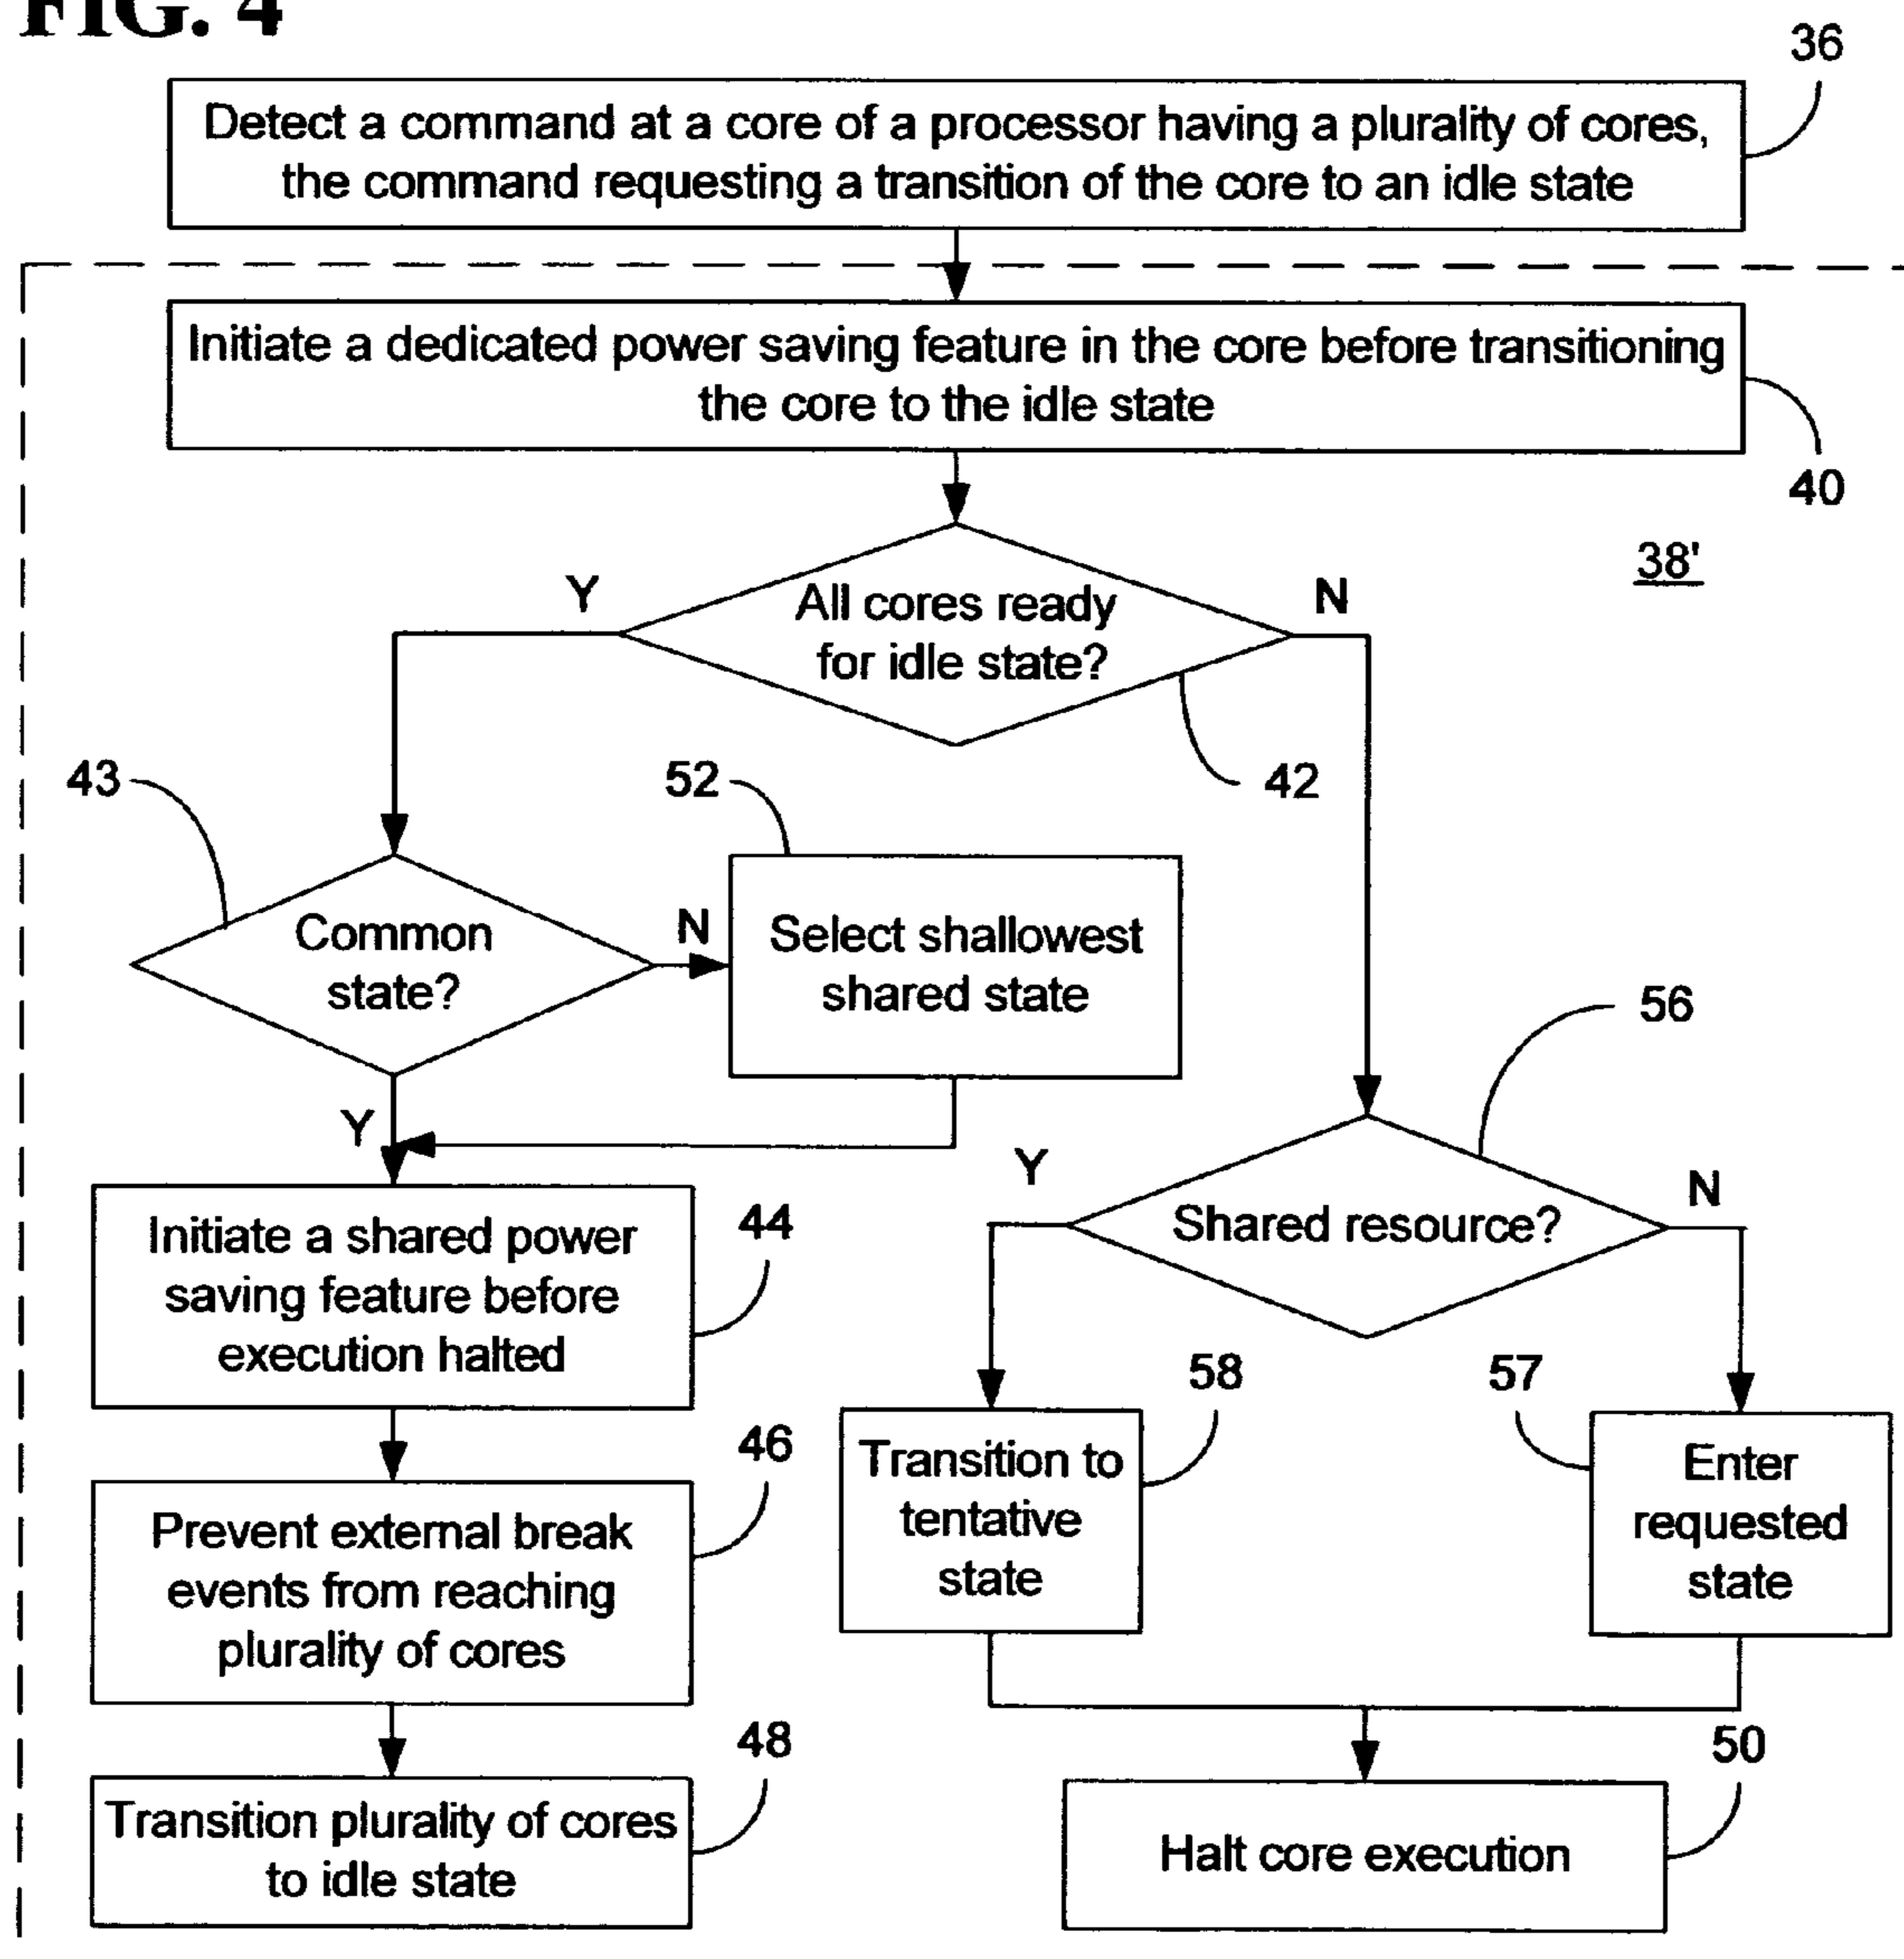 FIG. 4
36
Detect a command at a core of a processor having a plurality of cores,
the command requesting a transition of the core to an idle state
Initiate a dedicated power saving feature in the core before transitioning
the core to the idle state
40
38'
Y
All cores ready
for idle state?
N
42
43
52
Common
state?
N
Select shallowest
shared state
56
Y
Y
Shared resource?
N
Initiate a shared power
saving feature before
execution halted
44
58
57
Transition to
tentative
state
Enter
requested
state
46
Prevent external break
events from reaching
plurality of cores
48
50
Transition plurality of cores
to idle state
Halt core execution